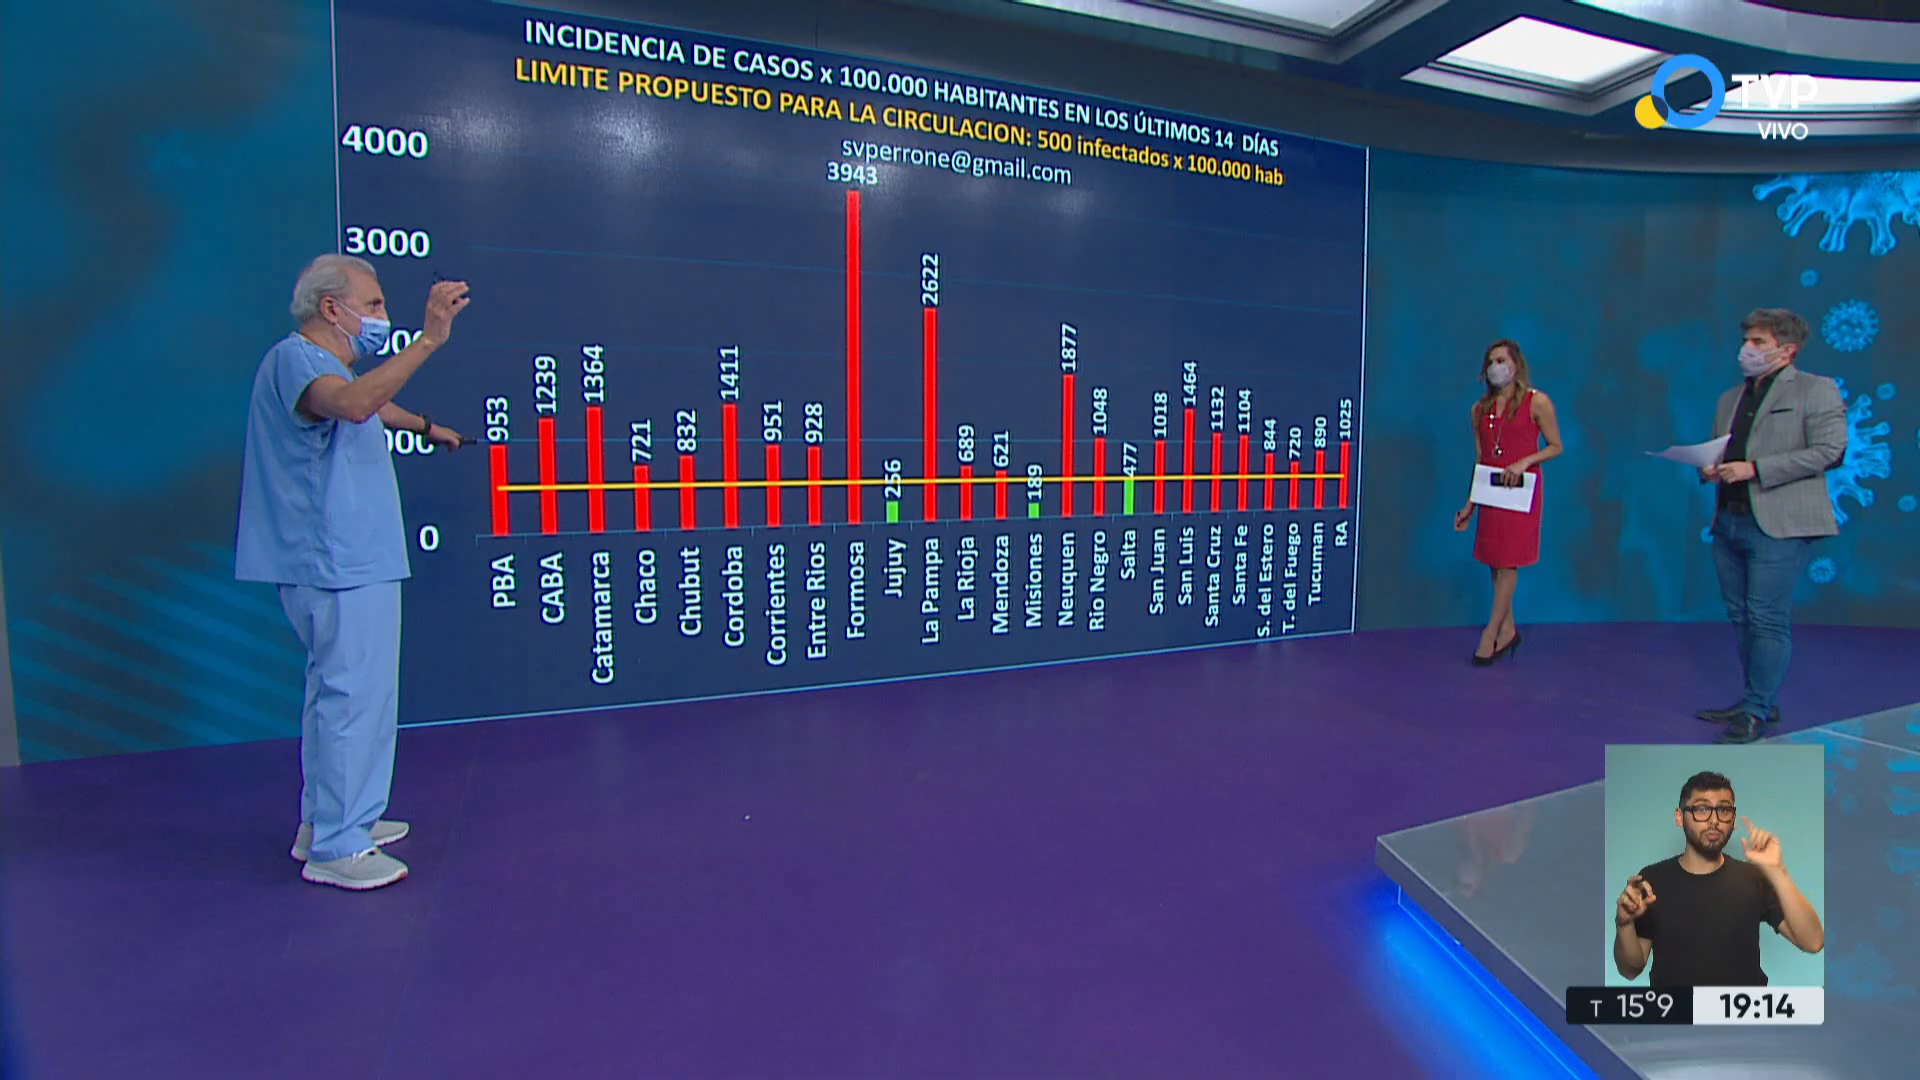 INCIDENCIA DE CASOS x 100.000 HABITANTES EN LOS ÚLTIMOS 14 DÍAS
LIMITE PROPUESTO PARA LA CIRCULACION: 500 infectados x 100.000 hab
svperrone@gmail.com
TVP
VIVO
4000
3000
0
953
1239
1364
721
832
1411
951
928
3943
256
2622
689
621
189
1877
1048
477
1018
1464
1132
1104
844
720
890
1025
PBA
CABA
Catamarca
Chaco
Chubut
Cordoba
Corrientes
Entre Rios
Formosa
Jujuy
La Pampa
La Rioja
Mendoza
Misiones
Neuquen
Rio Negro
Salta
San Juan
San Luis
Santa Cruz
Santa Fe
S. del Estero
T. del Fuego
Tucuman
RA
T 15°9 19:14